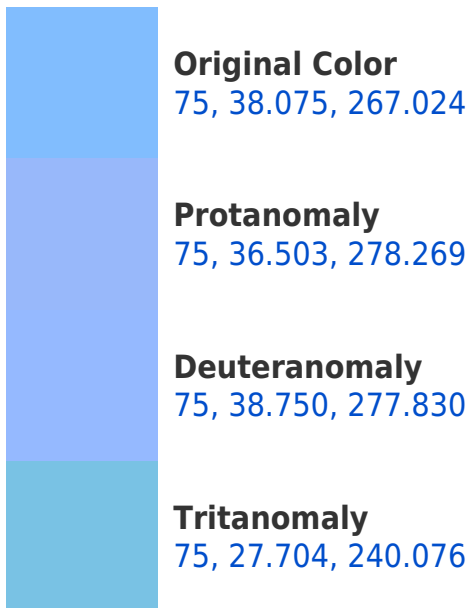 Original Color
75, 38.075, 267.024
Protanomaly
75, 36.503, 278.269
Deuteranomaly
75, 38.750, 277.830
Tritanomaly
75, 27.704, 240.076